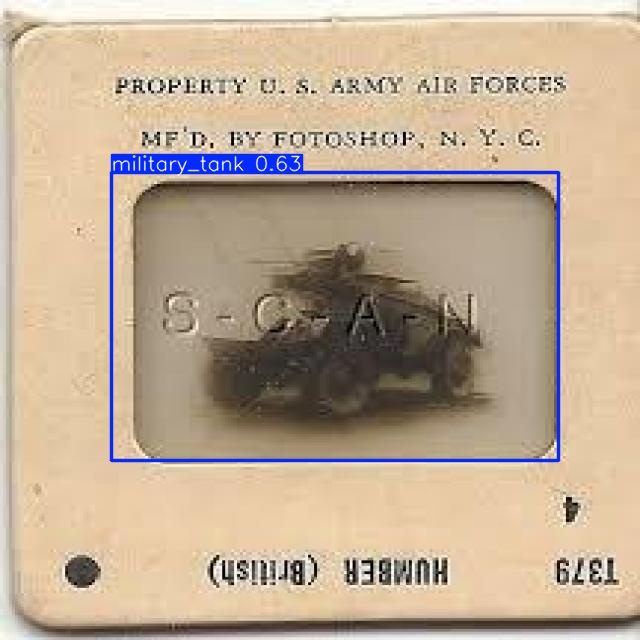 PROPERTY U. S. ARMY AIR FORCES
MF'D. BY FOTOSHOP, N. Y. C.
military_tank 0.63
S-C-A-N
4
T379 HUMBER (British)